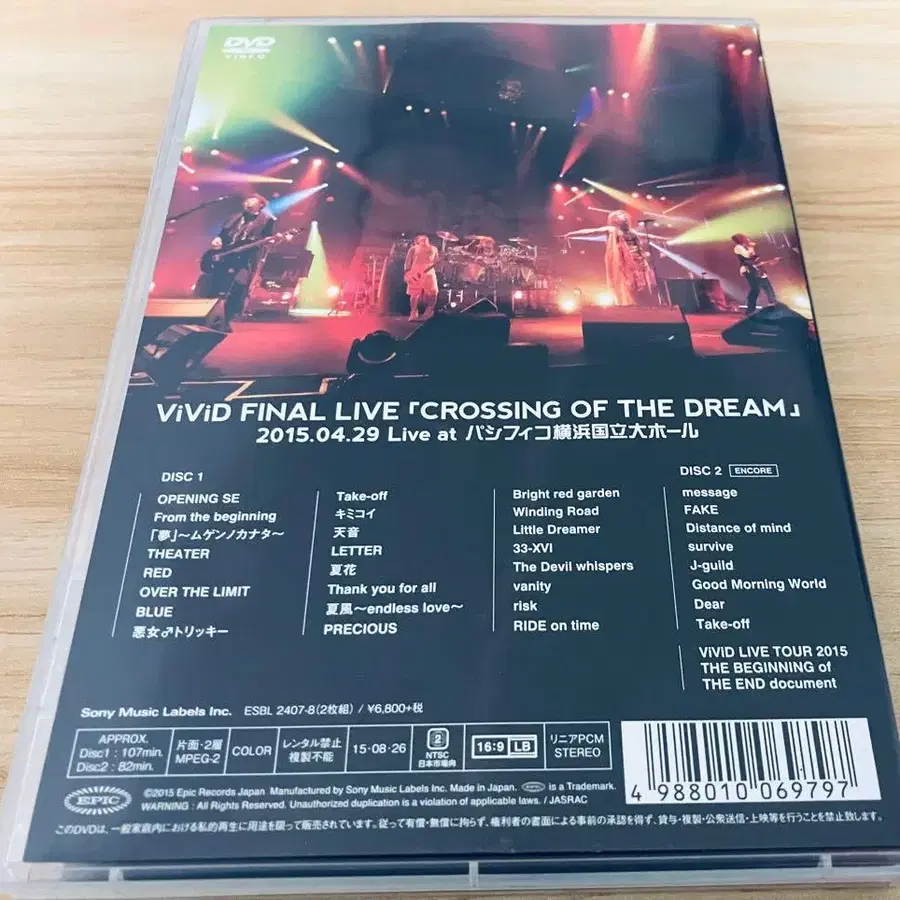 DVD
VIDEO
ViViD FINAL LIVE「CROSSING OF THE DREAM」
2015.04.29 Live at パシフィコ横浜国立大ホール
DISC 1
OPENING SE
From the beginning
「夢」〜ムゲンノカナタ〜
THEATER
RED
OVER THE LIMIT
BLUE
悪女♂トリッキー
Take-off
キミコイ
天音
LETTER
夏花
Thank you for all
夏風〜endless love〜
PRECIOUS
Bright red garden
Winding Road
Little Dreamer
33-XVI
The Devil whispers
vanity
risk
RIDE on time
DISC 2 ENCORE
message
FAKE
Distance of mind
survive
J-guild
Good Morning World
Dear
Take-off
ViViD LIVE TOUR 2015
THE BEGINNING of
THE END document
Sony Music Labels Inc. ESBL 2407-8(2枚組) / ¥6,800+税
APPROX.
Disc1 : 107min.
Disc2 : 82min.
片面・2層
MPEG-2
COLOR
レンタル禁止
複製不能
15・08・26
2
NTSC
日本市場向
16:9 LB
リニアPCM
STEREO
EPIC
©2015 Epic Records Japan Manufactured by Sony Music Labels Inc. Made in Japan. EPIC is a Trademark.
WARNING : All Rights Reserved. Unauthorized duplication is a violation of applicable laws. / JASRAC
このDVDは、一般家庭内における私的再生に用途を限って販売されています。従って有償・無償に拘らず、権利者の書面による事前の承認を得ず、貸与・複製・公衆送信・上映等を行うことを禁止致します。
4 988010 069797